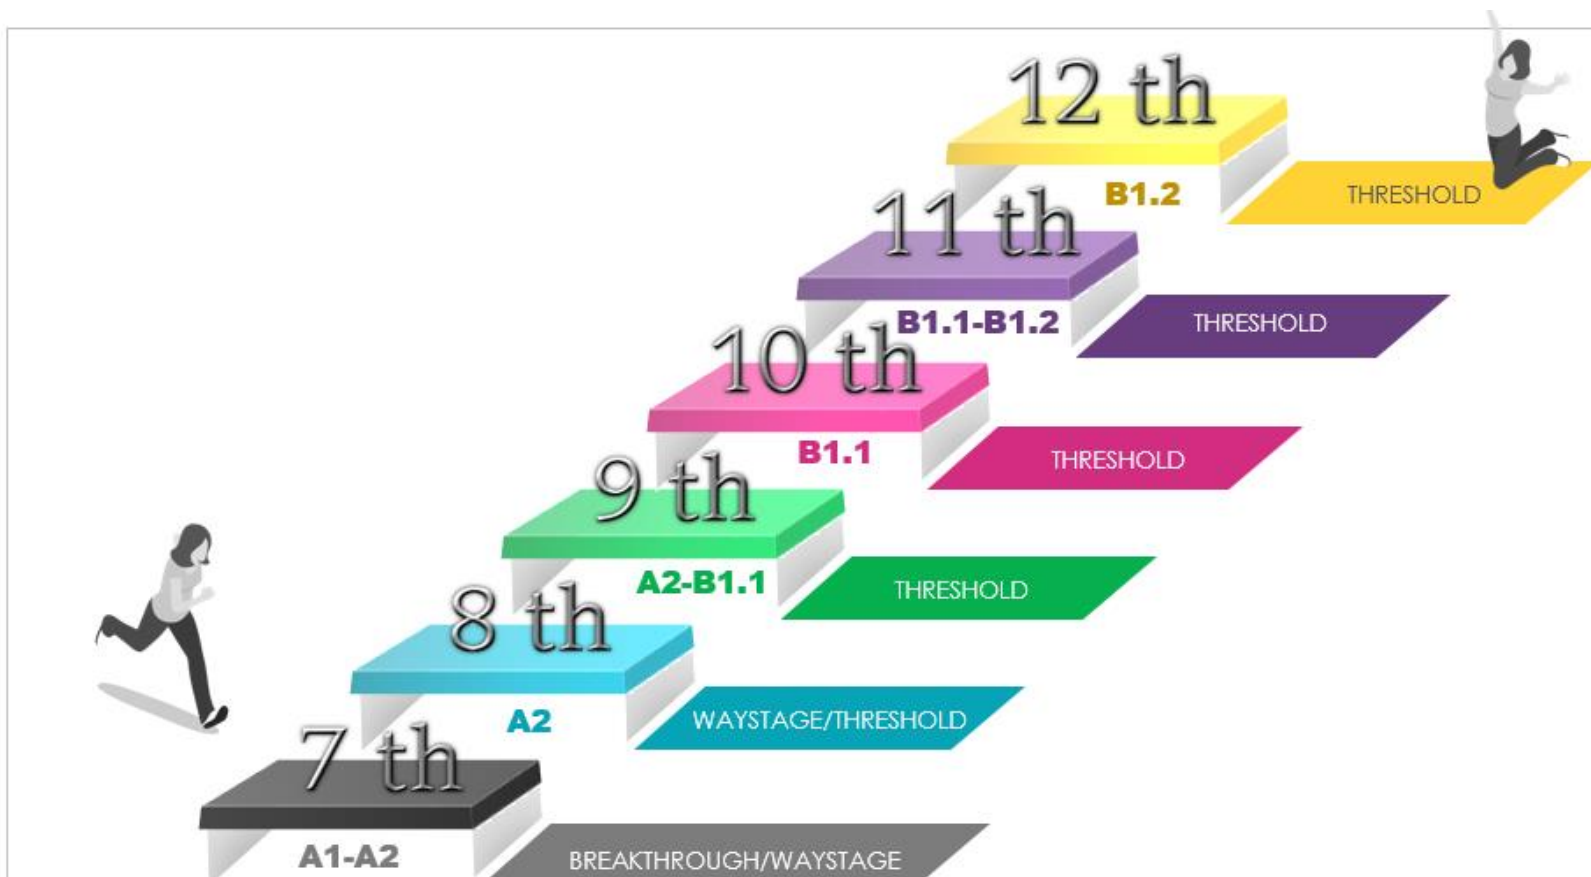 12 th
B1.2
THRESHOLD
11 th
B1.1-B1.2
THRESHOLD
10 th
B1.1
THRESHOLD
9 th
A2-B1.1
THRESHOLD
8 th
A2
WAYSTAGE/THRESHOLD
7 th
A1-A2
BREAKTHROUGH/WAYSTAGE